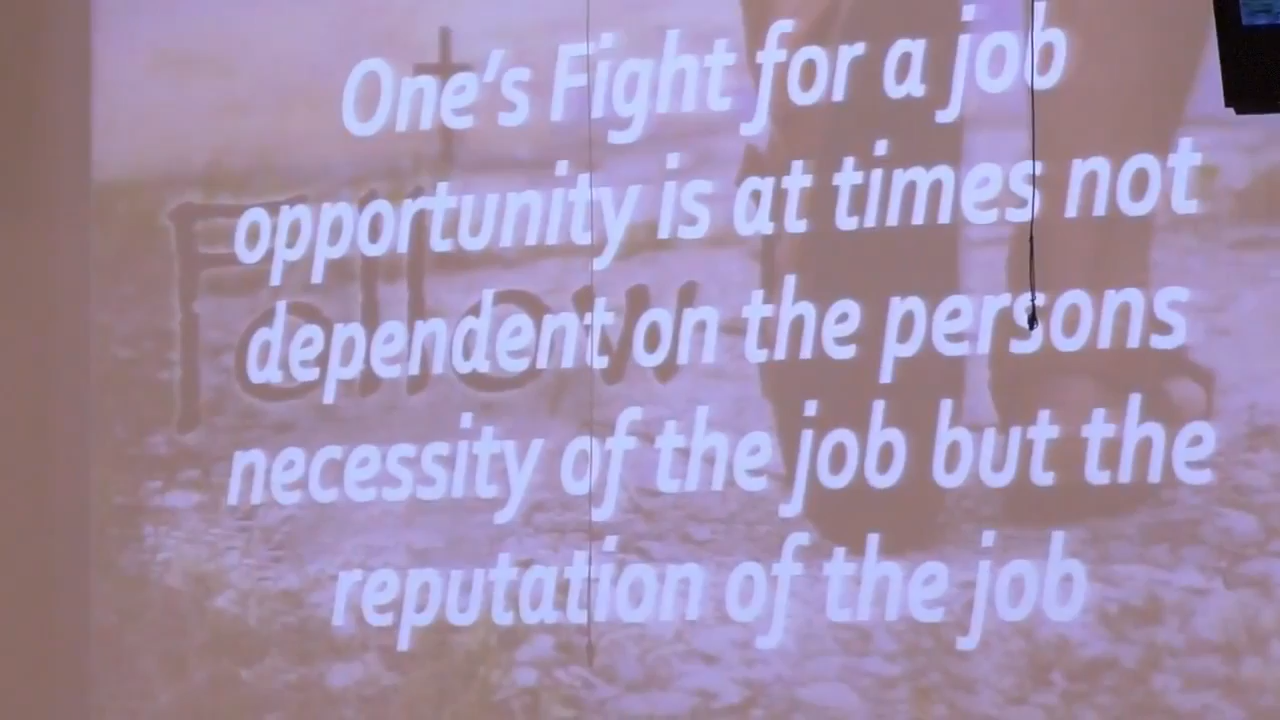 One's Fight for a job
opportunity is at times not
dependent on the persons
necessity of the job but the
reputation of the job
Follow